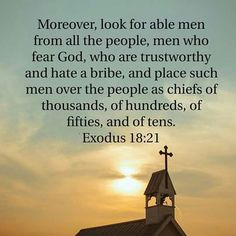 Moreover, look for able men
from all the people, men who
fear God, who are trustworthy
and hate a bribe, and place such
men over the people as chiefs of
thousands, of hundreds, of
fifties, and of tens.
Exodus 18:21